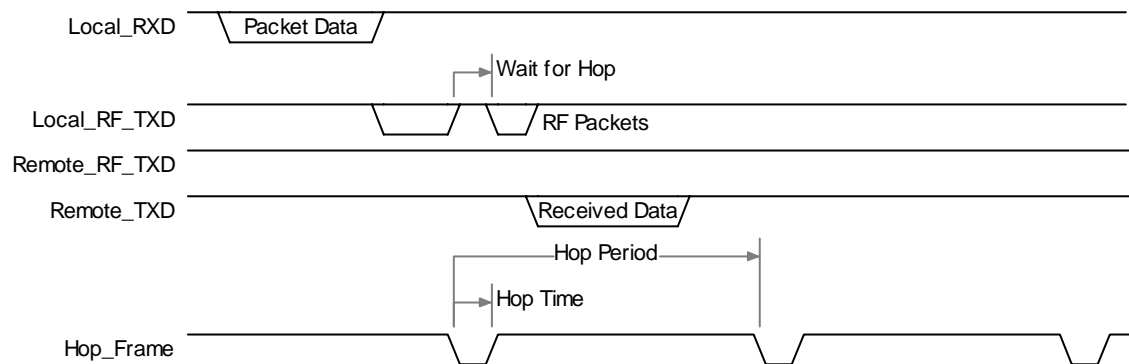 Local_RXD
Packet Data
Wait for Hop
Local_RF_TXD
RF Packets
Remote_RF_TXD
Remote_TXD
Received Data
Hop Period
Hop Time
Hop_Frame